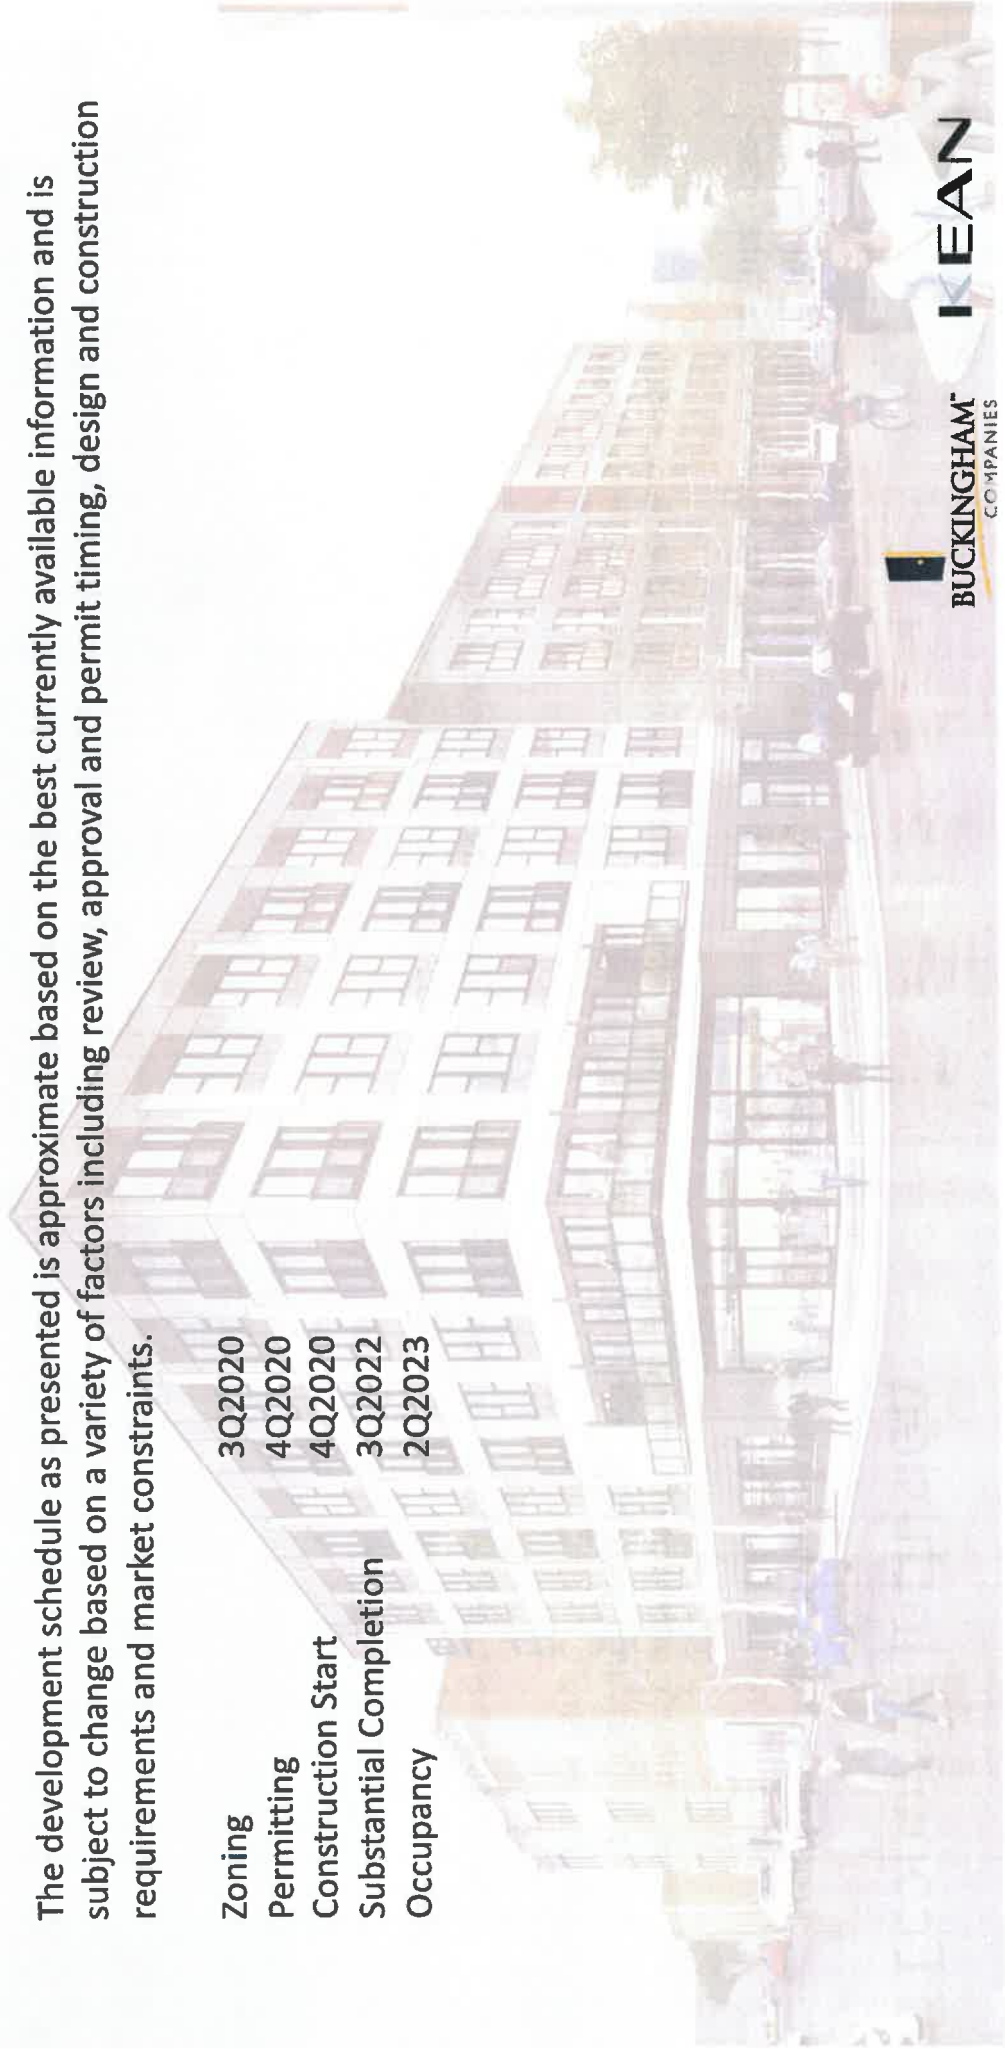 The development schedule as presented is approximate based on the best currently available information and is
subject to change based on a variety of factors including review, approval and permit timing, design and construction
requirements and market constraints.
Zoning 3Q2020
Permitting 4Q2020
Construction Start 4Q2020
Substantial Completion 3Q2022
Occupancy 2Q2023
BUCKINGHAM™
COMPANIES
KEAN